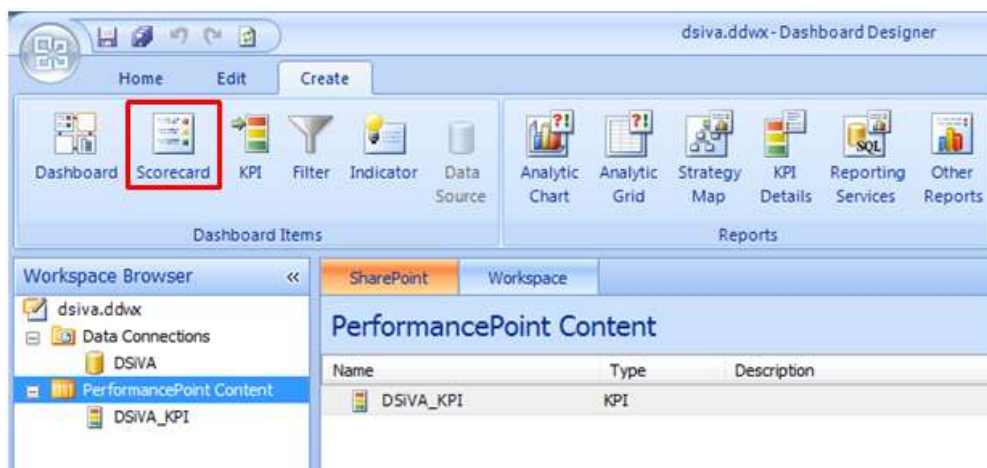 dsiva.ddwx - Dashboard Designer
Home Edit Create
Dashboard Scorecard KPI Filter Indicator Data Source Analytic Chart Analytic Grid Strategy Map KPI Details SQL Reporting Services Other Reports
Dashboard Items Reports
Workspace Browser «
SharePoint Workspace
dsiva.ddwx
Data Connections
DSiVA
PerformancePoint Content
DSiVA_KPI
PerformancePoint Content
Name Type Description
DSiVA_KPI KPI